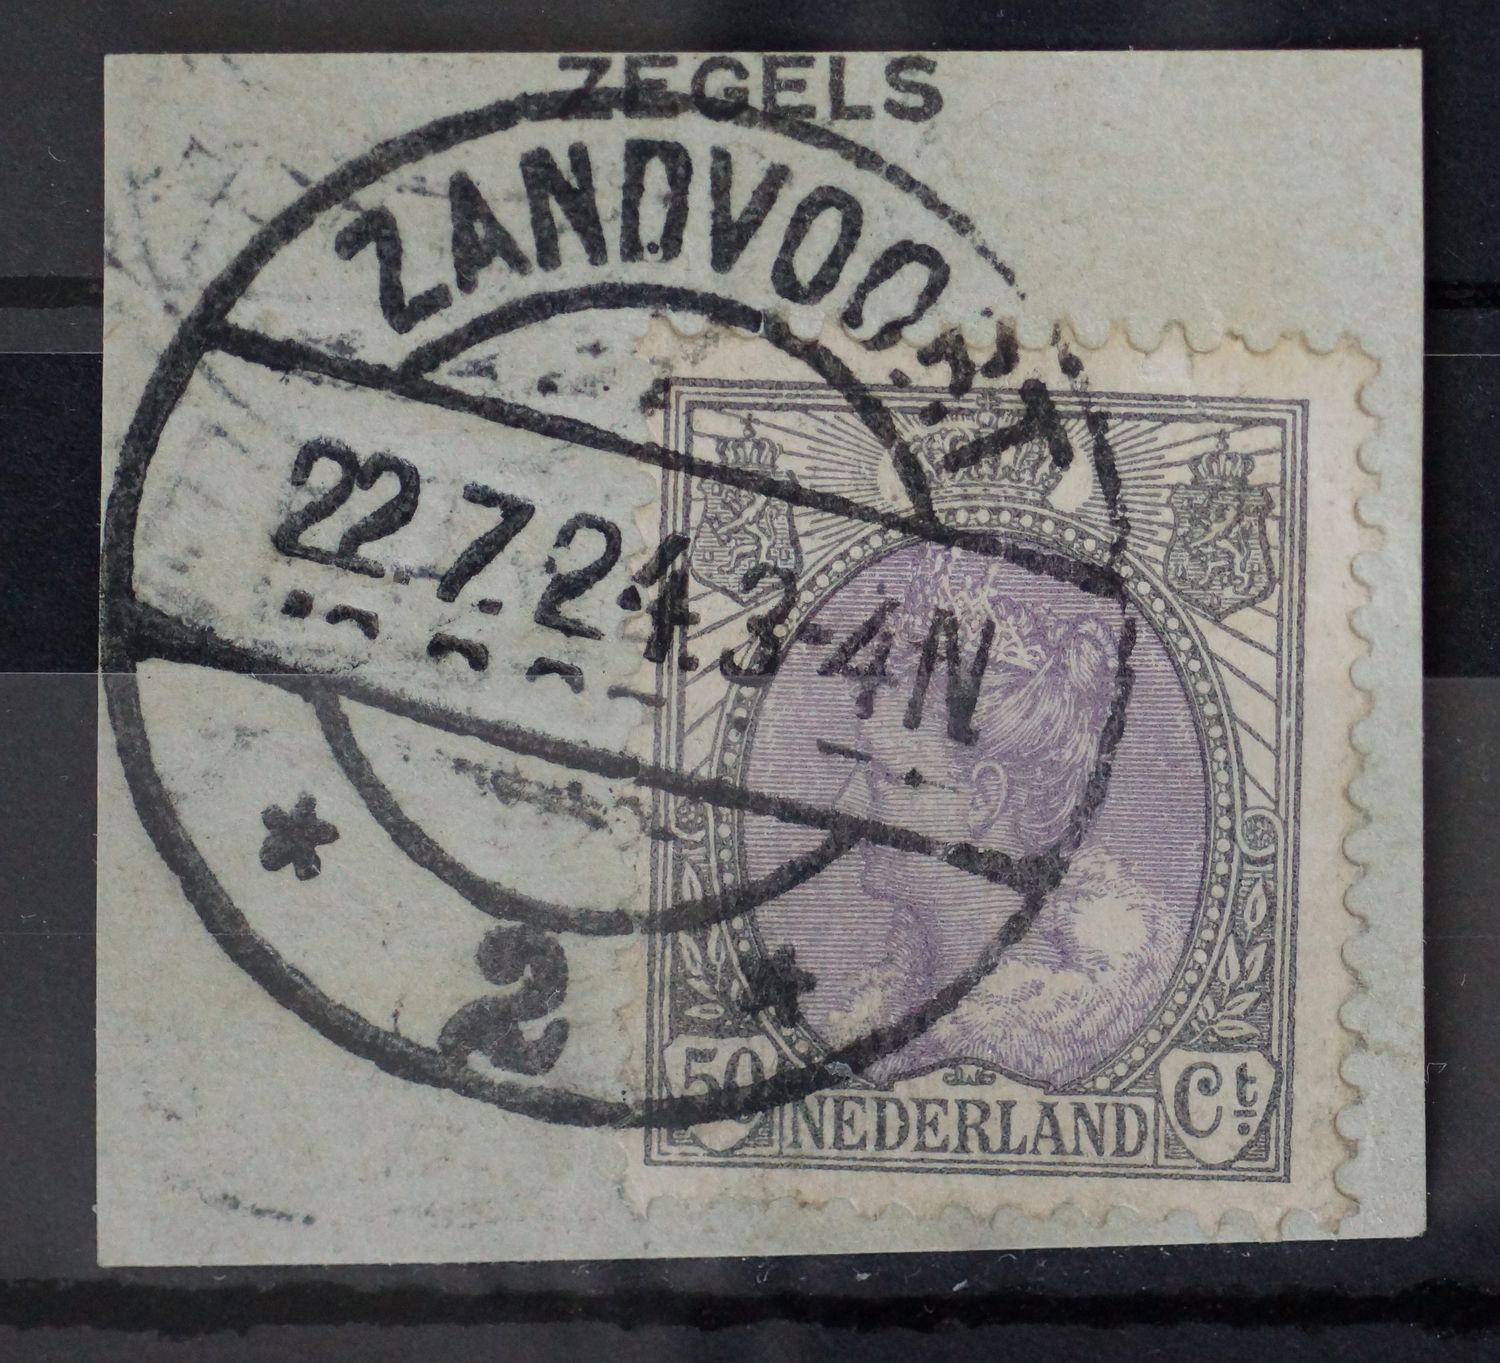 ZEGELS
ZANDVOORT
22.7.24. 3-4N
2
50 NEDERLAND Ct.